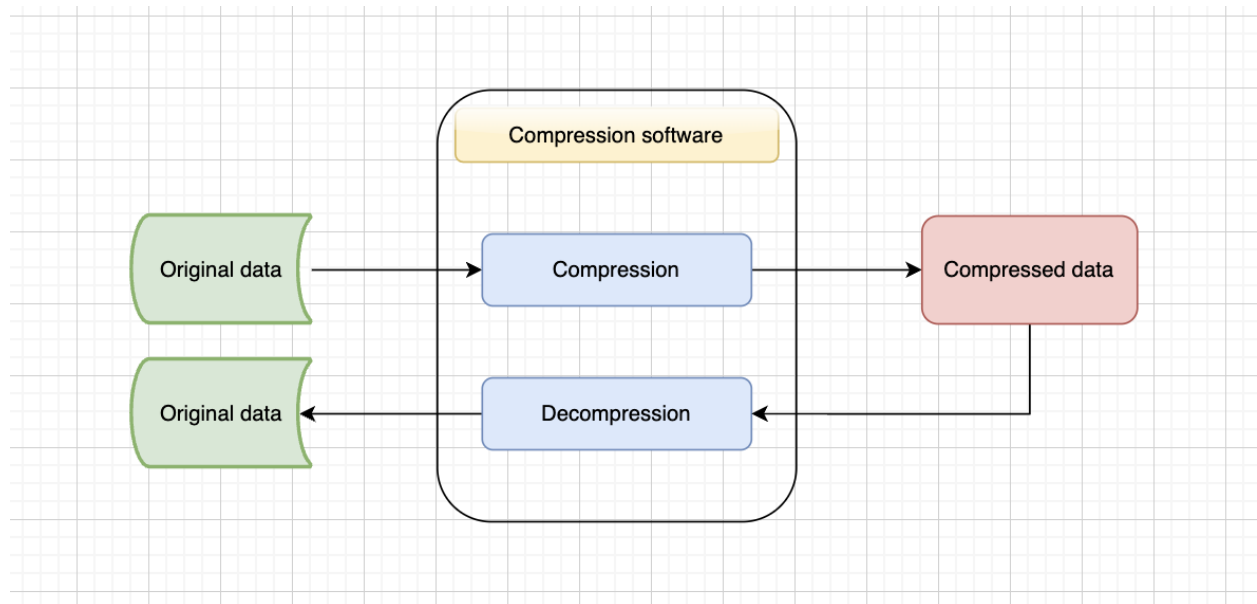 Compression software
Original data
Compression
Compressed data
Original data
Decompression